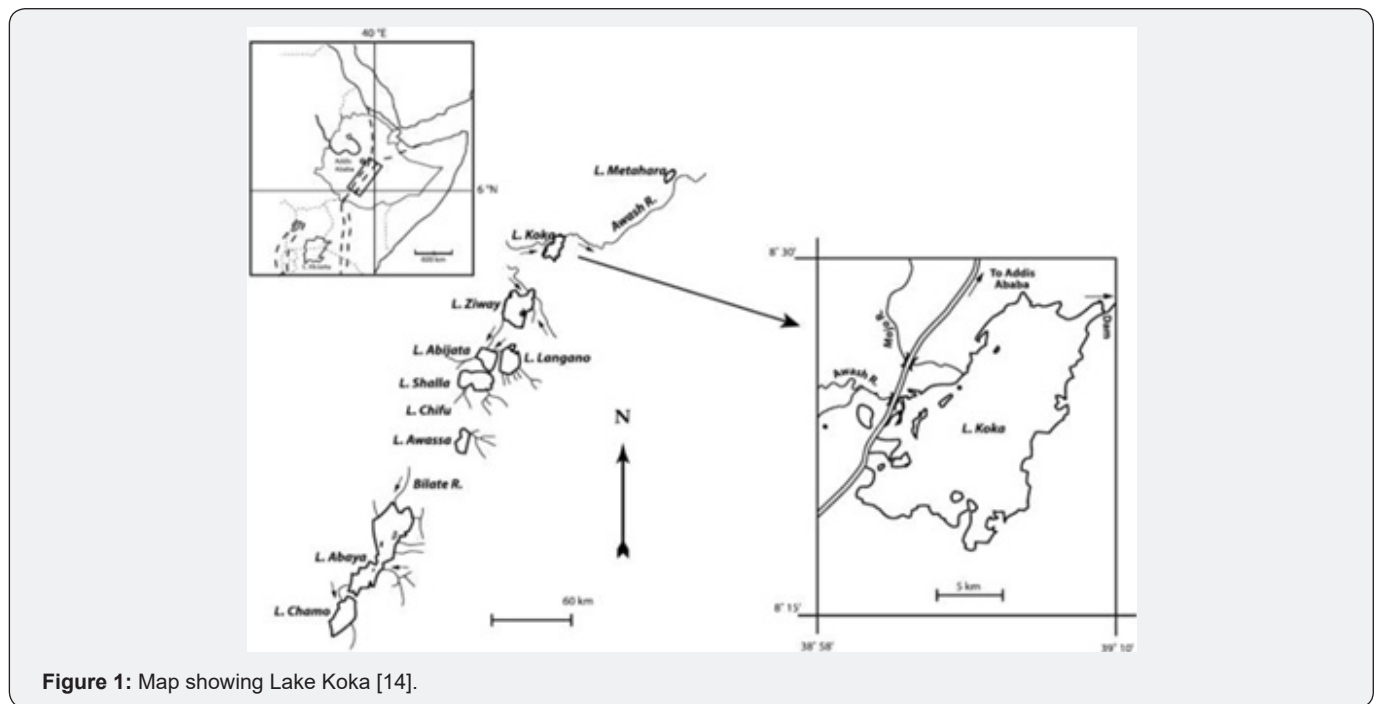 40 °E
Addis
Ababa
6 °N
600 km
L. Metahara
Awash R.
L. Koka
L. Ziway
L. Abijata
L. Langano
L. Shalla
L. Chifu
L. Awassa
Bilate R.
L. Abaya
L. Chamo
N
60 km
8° 30'
To Addis
Ababa
Dam
Mojo R.
Awash R.
L. Koka
5 km
8° 15'
38° 58'
39° 10'
Figure 1: Map showing Lake Koka [14].